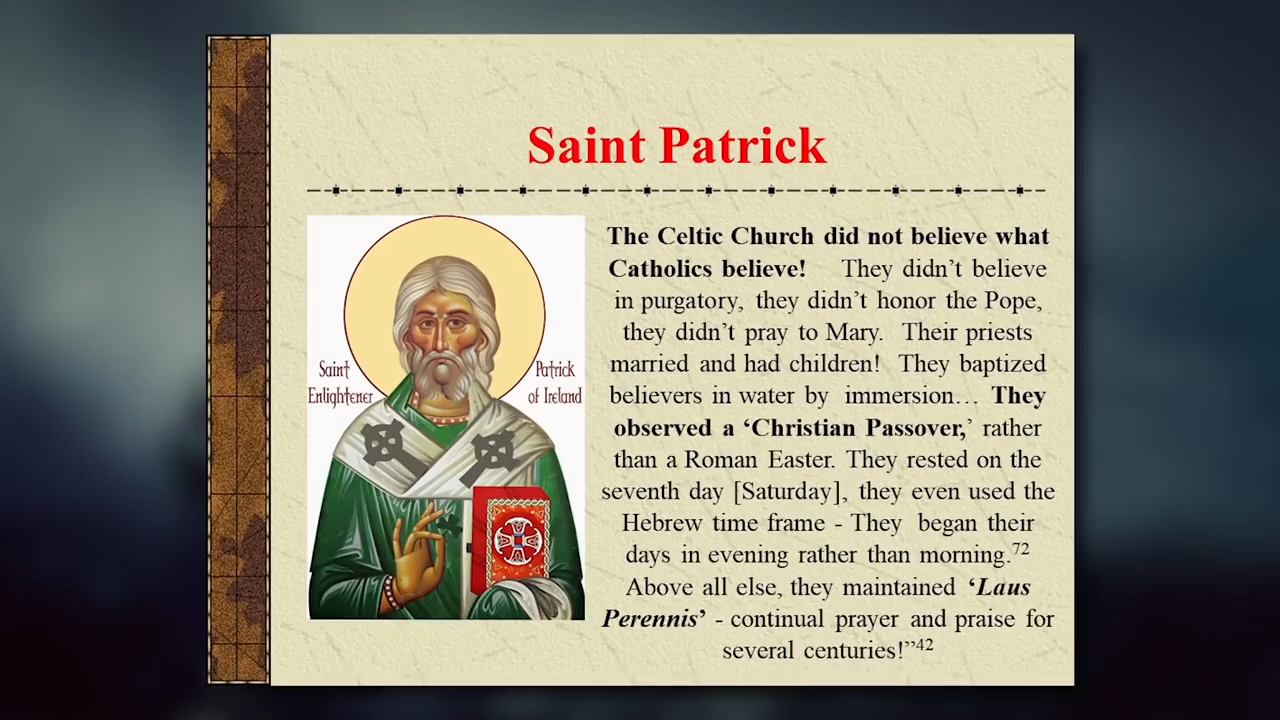 Saint Patrick
Saint
Enlightener
Patrick
of Ireland
The Celtic Church did not believe what
Catholics believe! They didn’t believe
in purgatory, they didn’t honor the Pope,
they didn’t pray to Mary. Their priests
married and had children! They baptized
believers in water by immersion… They
observed a ‘Christian Passover,’ rather
than a Roman Easter. They rested on the
seventh day [Saturday], they even used the
Hebrew time frame - They began their
days in evening rather than morning.72
Above all else, they maintained ‘Laus
Perennis’ - continual prayer and praise for
several centuries!”42